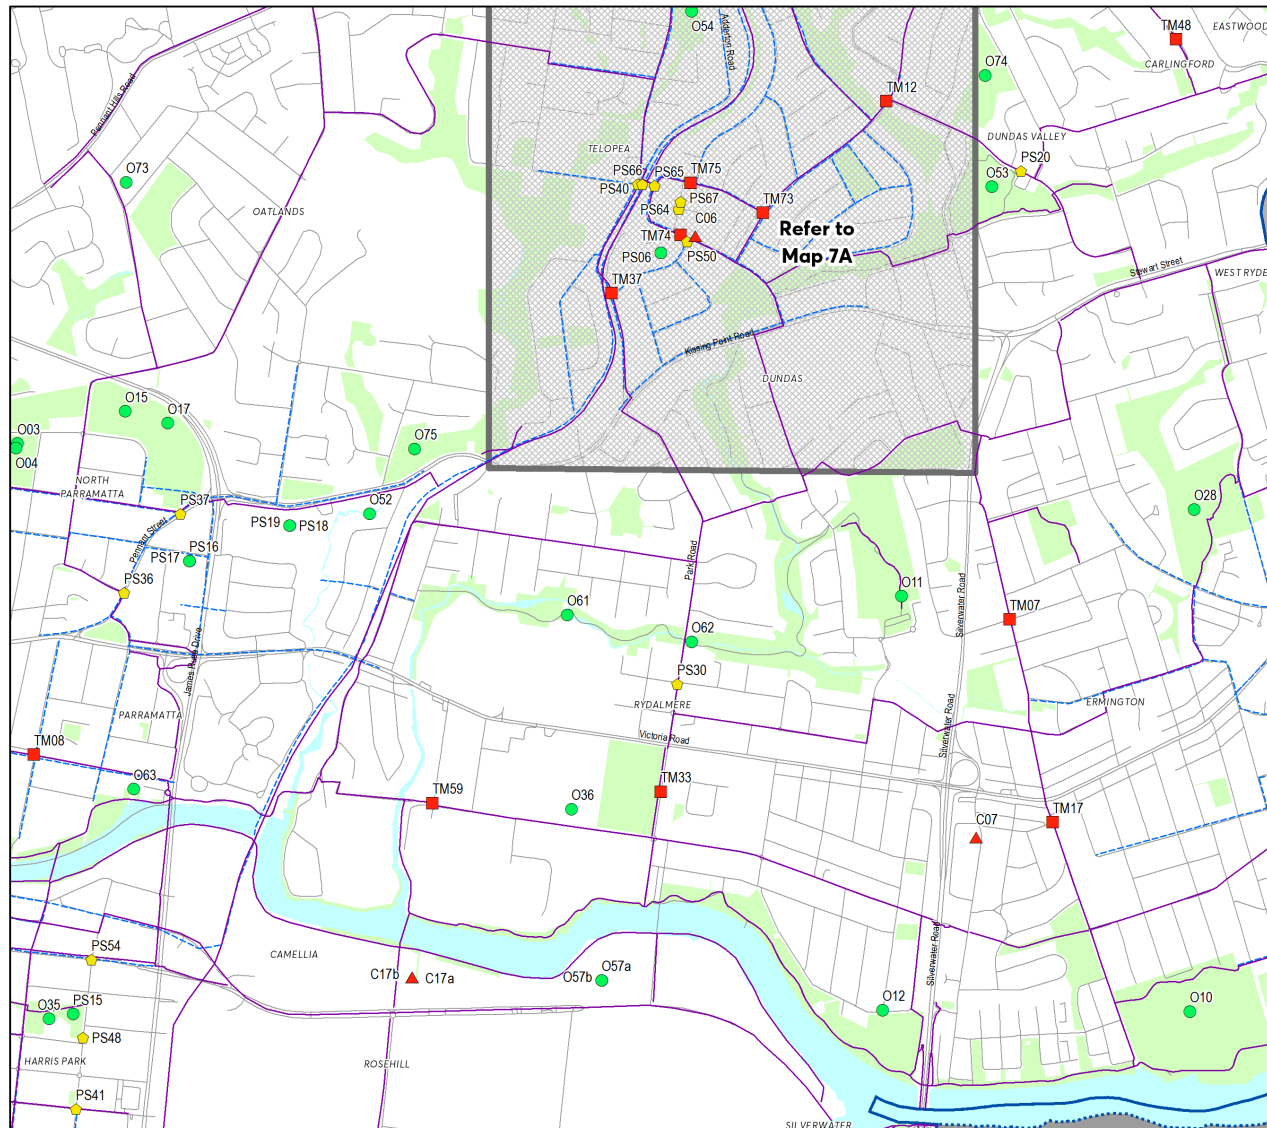 O54
Adderton Road
TM48
EASTWOOD
CARLINGFORD
O74
Pennant Hills Road
TM12
DUNDAS VALLEY
TELOPEA
PS20
O73
PS66
PS65
TM75
O53
PS40
PS67
TM73
OATLANDS
PS64
C06
Refer to
Map 7A
TM74
PS06
PS50
TM37
Stewart Street
WEST RYDE
Kissing Point Road
DUNDAS
O15
O17
O03
O75
O04
NORTH
PARRAMATTA
PS37
O52
O28
PS19
PS18
Pennant Street
PS16
PS17
Park Road
PS36
O11
Silverwater Road
O61
TM07
O62
James Ruse Drive
PS30
RYDALMERE
ERMINGTON
PARRAMATTA
Silverwater Road
Victoria Road
TM08
O63
TM59
O36
TM33
C07
TM17
PS54
CAMELLIA
Silverwater Road
C17b
C17a
O57b
O57a
O35
PS15
O12
O10
PS48
HARRIS PARK
ROSEHILL
PS41
SILVERWATER